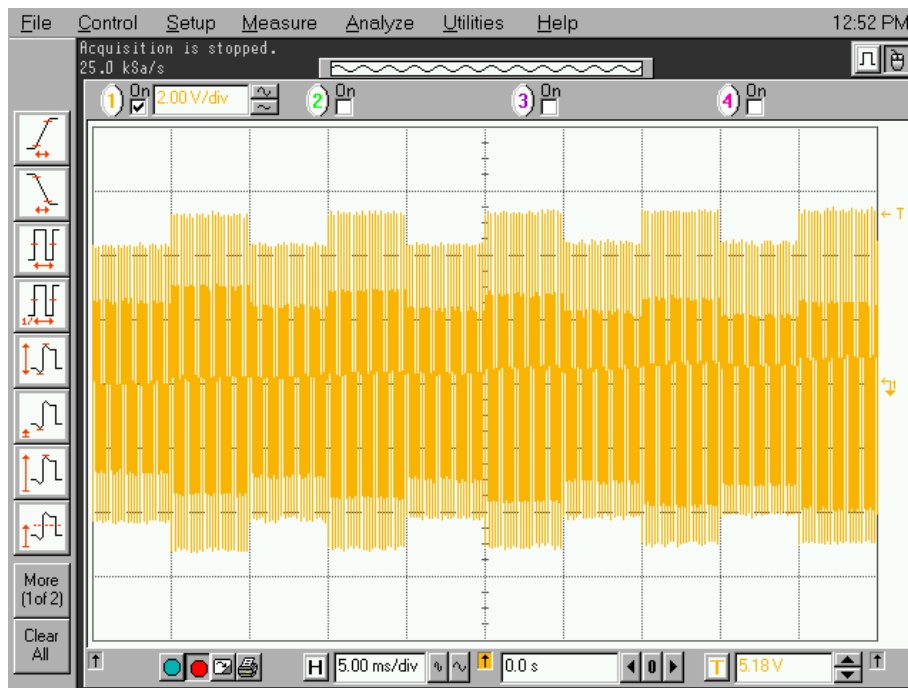 File Control Setup Measure Analyze Utilities Help 12:52 PM
Acquisition is stopped.
25.0 kSa/s
1 On 2.00 V/div 2 On 3 On 4 On
T
More
(1 of 2)
Clear
All
H 5.00 ms/div 0.0 s 0 T 5.18 V